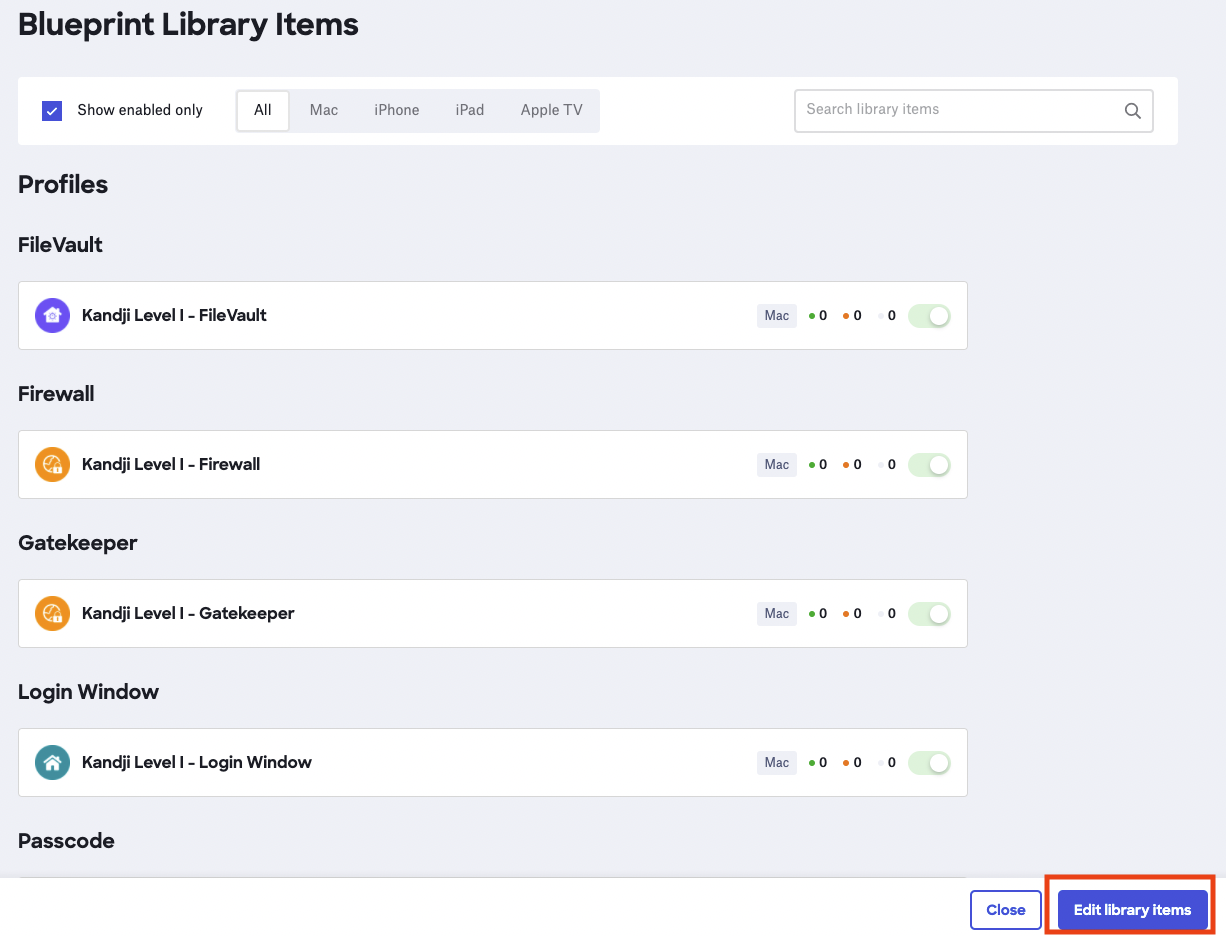 Blueprint Library Items
Show enabled only All Mac iPhone iPad Apple TV Search library items
Profiles
FileVault
Kandji Level I - FileVault Mac 0 0 0
Firewall
Kandji Level I - Firewall Mac 0 0 0
Gatekeeper
Kandji Level I - Gatekeeper Mac 0 0 0
Login Window
Kandji Level I - Login Window Mac 0 0 0
Passcode
Close Edit library items